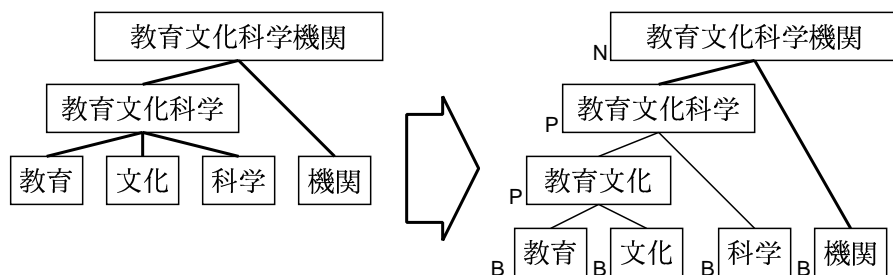 教育文化科学機関
教育文化科学
教育 文化 科学 機関
N 教育文化科学機関
P 教育文化科学
P 教育文化
B 教育 B 文化 B 科学 B 機関